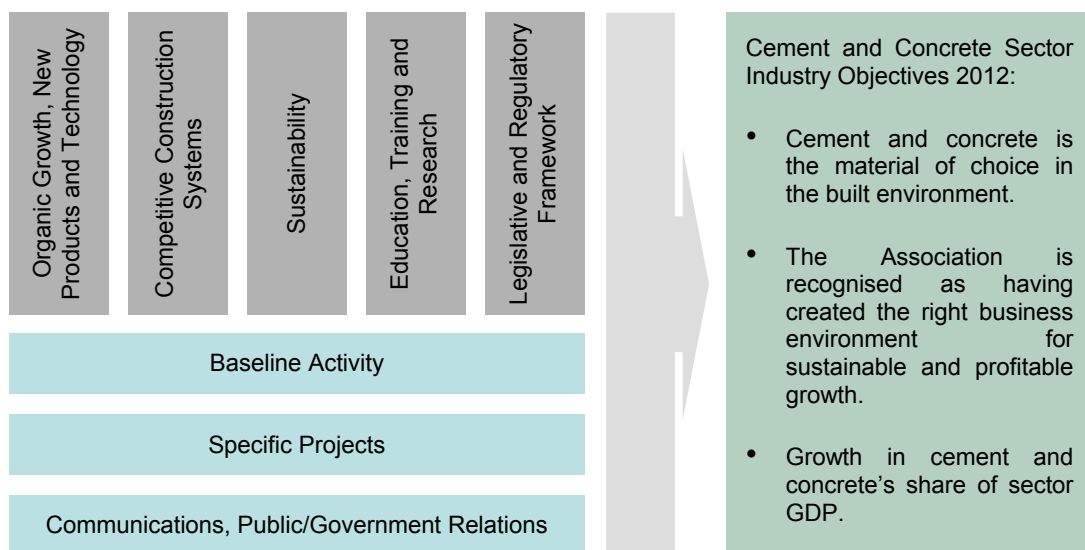 Organic Growth, New
Products and Technology
Competitive Construction
Systems
Sustainability
Education, Training and
Research
Legislative and Regulatory
Framework
Baseline Activity
Specific Projects
Communications, Public/Government Relations
Cement and Concrete Sector
Industry Objectives 2012:
• Cement and concrete is
the material of choice in
the built environment.
• The Association is
recognised as having
created the right business
environment for
sustainable and profitable
growth.
• Growth in cement and
concrete's share of sector
GDP.